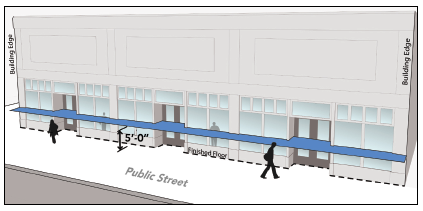 Building Edge
Building Edge
5'-0"
Finished Floor
Public Street